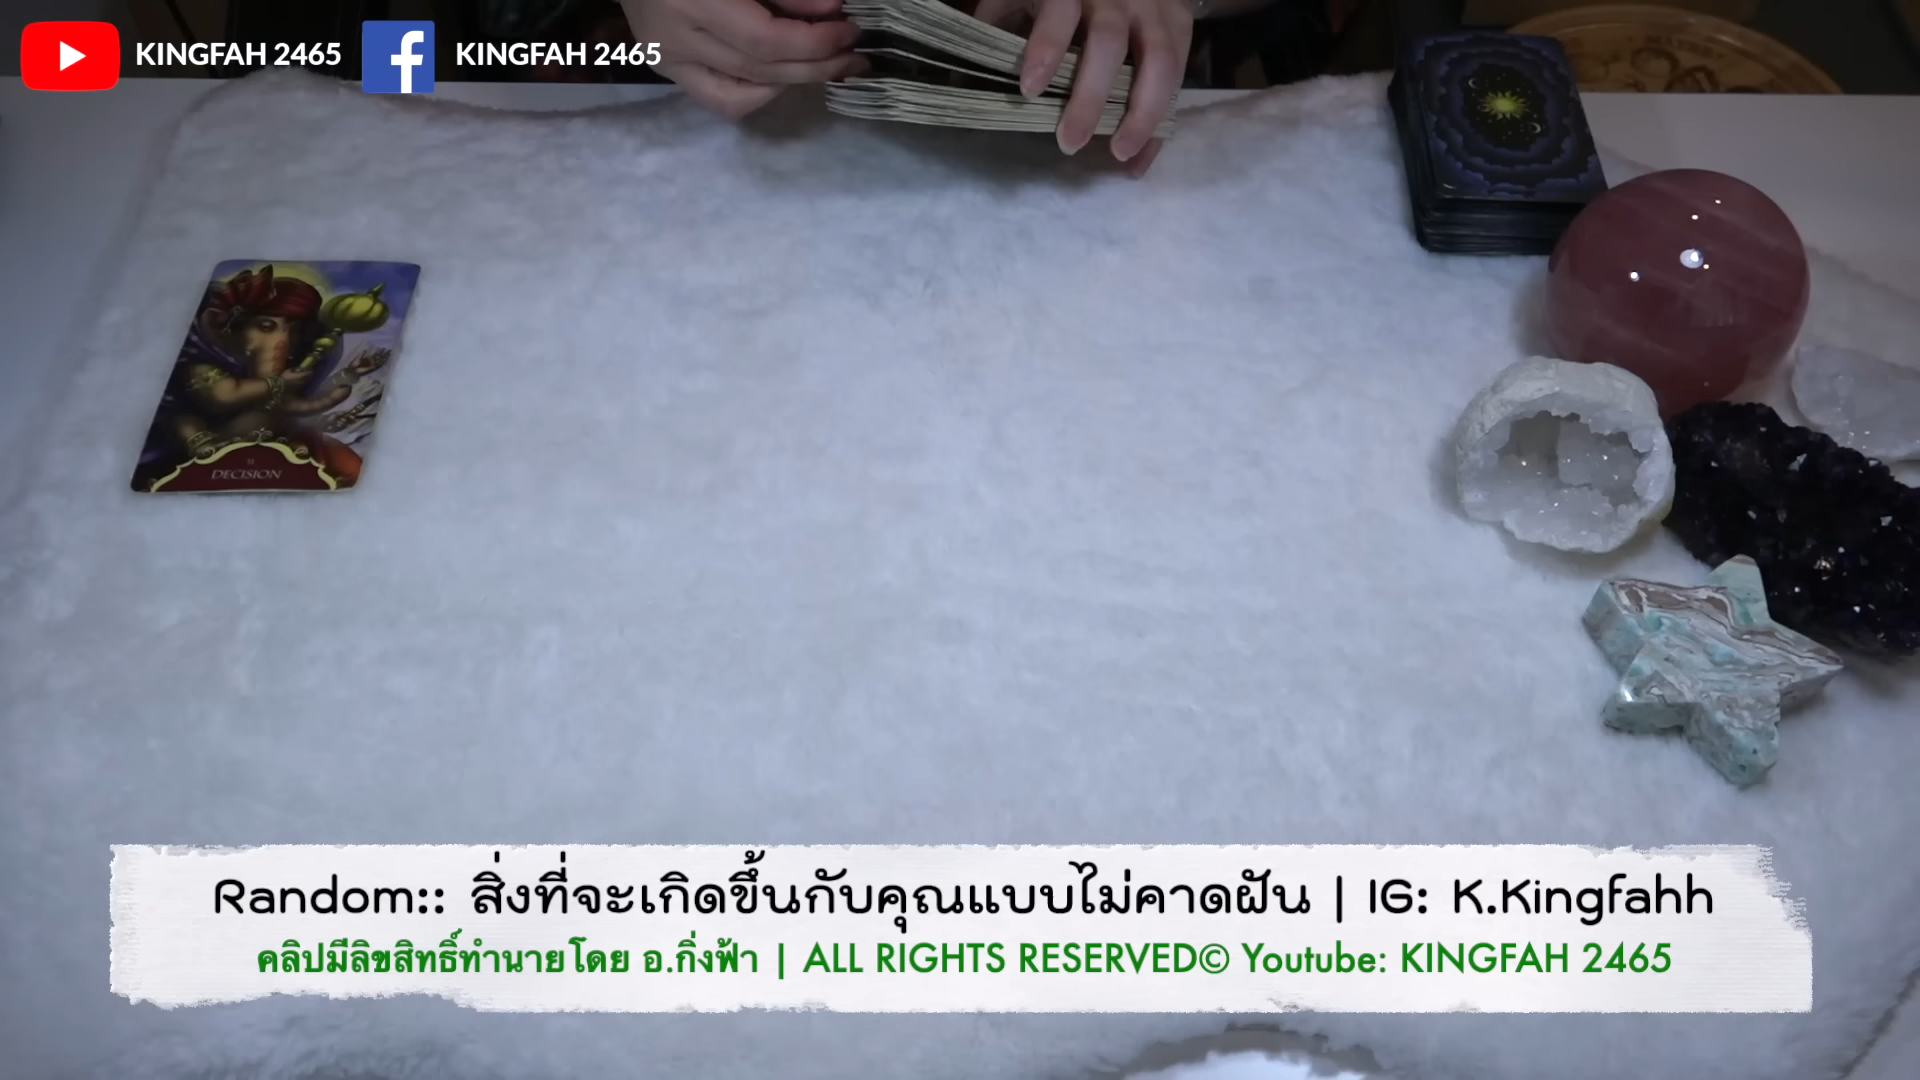 KINGFAH 2465 KINGFAH 2465
DECISION
Random:: สิ่งที่จะเกิดขึ้นกับคุณแบบไม่คาดฝัน | IG: K.Kingfahh
คลิปมีลิขสิทธิ์ทำนายโดย อ.กิ่งฟ้า | ALL RIGHTS RESERVED© Youtube: KINGFAH 2465